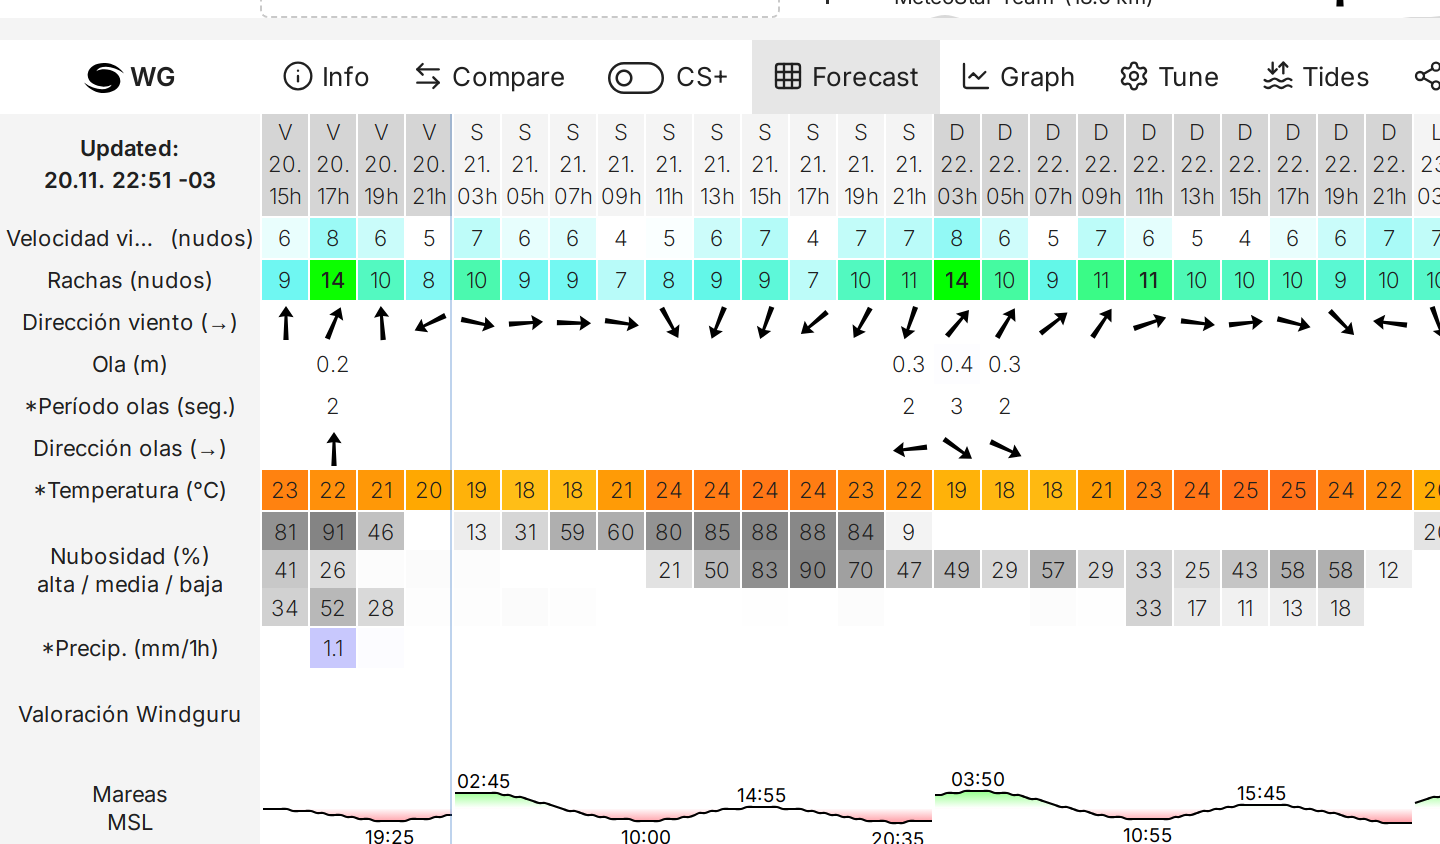 WG Info Compare CS+ Forecast Graph Tune Tides
V V V V S S S S S S S S S S D D D D D D D D D D
Updated:
20. 20. 20. 20. 21. 21. 21. 21. 21. 21. 21. 21. 21. 21. 22. 22. 22. 22. 22. 22. 22. 22. 22. 22.
20.11. 22:51 -03
15h 17h 19h 21h 03h 05h 07h 09h 11h 13h 15h 17h 19h 21h 03h 05h 07h 09h 11h 13h 15h 17h 19h 21h
Velocidad vi... (nudos) 6 8 6 5 7 6 6 4 5 6 7 4 7 7 8 6 5 7 6 5 4 6 6 7
Rachas (nudos) 9 14 10 8 10 9 9 7 8 9 9 7 10 11 14 10 9 11 11 10 10 10 9 10
Dirección viento (→)
Ola (m) 0.2 0.3 0.4 0.3
*Período olas (seg.) 2 2 3 2
Dirección olas (→)
*Temperatura (°C) 23 22 21 20 19 18 18 21 24 24 24 24 23 22 19 18 18 21 23 24 25 25 24 22
81 91 46 13 31 59 60 80 85 88 88 84 9
Nubosidad (%)
41 26 21 50 83 90 70 47 49 29 57 29 33 25 43 58 58 12
alta / media / baja
34 52 28 33 17 11 13 18
*Precip. (mm/1h) 1.1
Valoración Windguru
02:45 03:50
Mareas 14:55 15:45
MSL
19:25 10:00 20:35 10:55